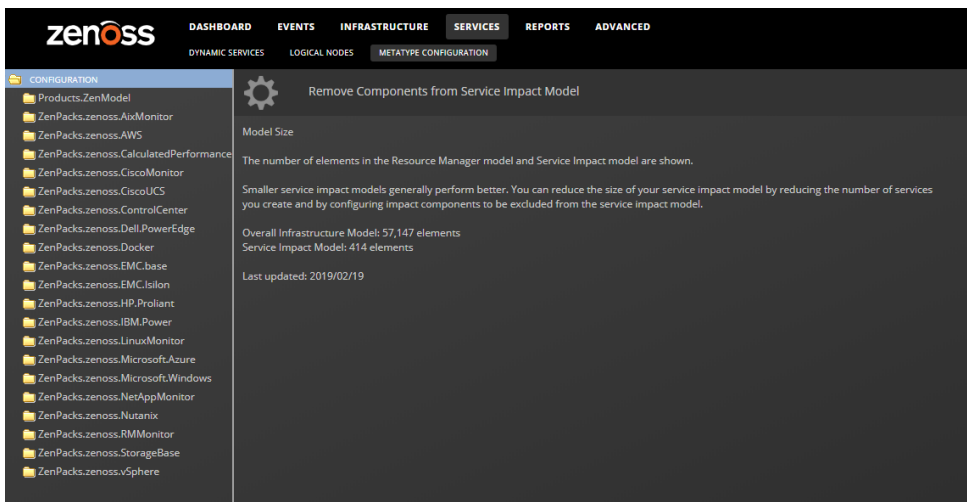 zenoss
DASHBOARD EVENTS INFRASTRUCTURE SERVICES REPORTS ADVANCED
DYNAMIC SERVICES LOGICAL NODES METATYPE CONFIGURATION
CONFIGURATION
Products.ZenModel
ZenPacks.zenoss.AixMonitor
ZenPacks.zenoss.AWS
ZenPacks.zenoss.CalculatedPerformance
ZenPacks.zenoss.CiscoMonitor
ZenPacks.zenoss.CiscoUCS
ZenPacks.zenoss.ControlCenter
ZenPacks.zenoss.Dell.PowerEdge
ZenPacks.zenoss.Docker
ZenPacks.zenoss.EMC.base
ZenPacks.zenoss.EMC.Isilon
ZenPacks.zenoss.HP.Proliant
ZenPacks.zenoss.IBM.Power
ZenPacks.zenoss.LinuxMonitor
ZenPacks.zenoss.Microsoft.Azure
ZenPacks.zenoss.Microsoft.Windows
ZenPacks.zenoss.NetAppMonitor
ZenPacks.zenoss.Nutanix
ZenPacks.zenoss.RMMonitor
ZenPacks.zenoss.StorageBase
ZenPacks.zenoss.vSphere
Remove Components from Service Impact Model
Model Size
The number of elements in the Resource Manager model and Service Impact model are shown.
Smaller service impact models generally perform better. You can reduce the size of your service impact model by reducing the number of services
you create and by configuring impact components to be excluded from the service impact model.
Overall Infrastructure Model: 57,147 elements
Service Impact Model: 414 elements
Last updated: 2019/02/19